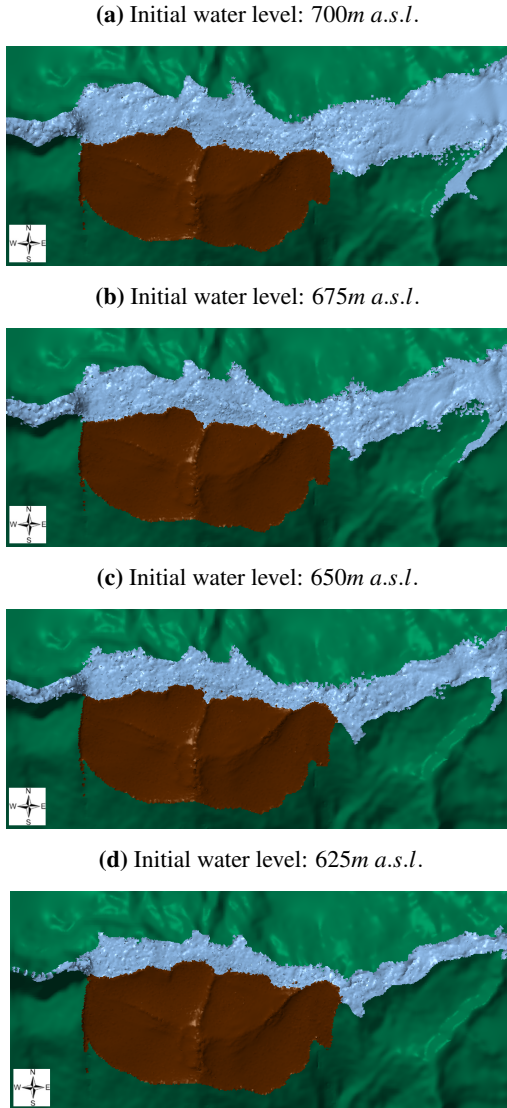 (a) Initial water level: 700m a.s.l.
N
W E
S
(b) Initial water level: 675m a.s.l.
N
W E
S
(c) Initial water level: 650m a.s.l.
N
W E
S
(d) Initial water level: 625m a.s.l.
N
W E
S